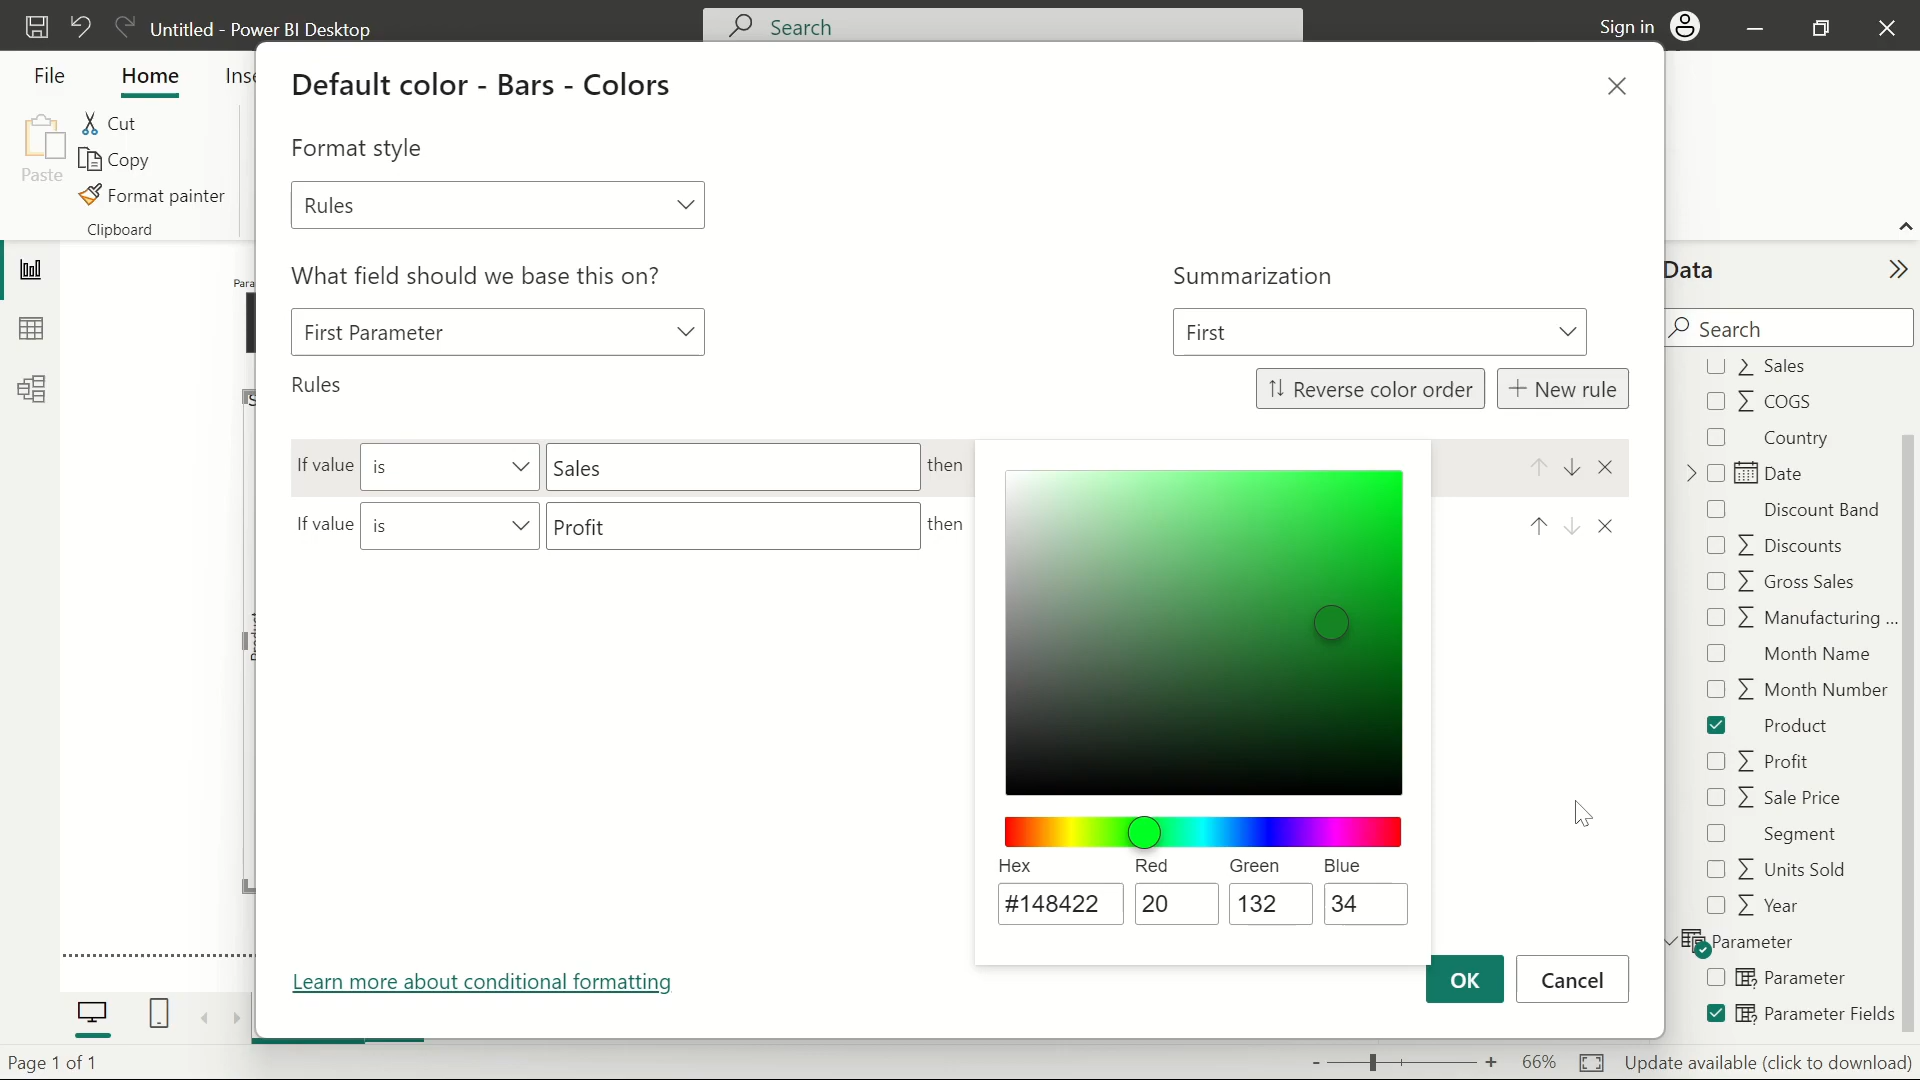 Untitled - Power BI Desktop
Search
Sign in
File
Home
Inse
Paste
Cut
Copy
Format painter
Clipboard
Default color - Bars - Colors
Format style
Rules
What field should we base this on?
Summarization
First Parameter
First
Rules
Reverse color order
New rule
If value
is
Sales
then
If value
is
Profit
then
Hex
Red
Green
Blue
#148422
20
132
34
Learn more about conditional formatting
OK
Cancel
Para
Product
Data
Search
Sales
COGS
Country
Date
Discount Band
Discounts
Gross Sales
Manufacturing ...
Month Name
Month Number
Product
Profit
Sale Price
Segment
Units Sold
Year
Parameter
Parameter
Parameter Fields
Page 1 of 1
- + 66%
Update available (click to download)